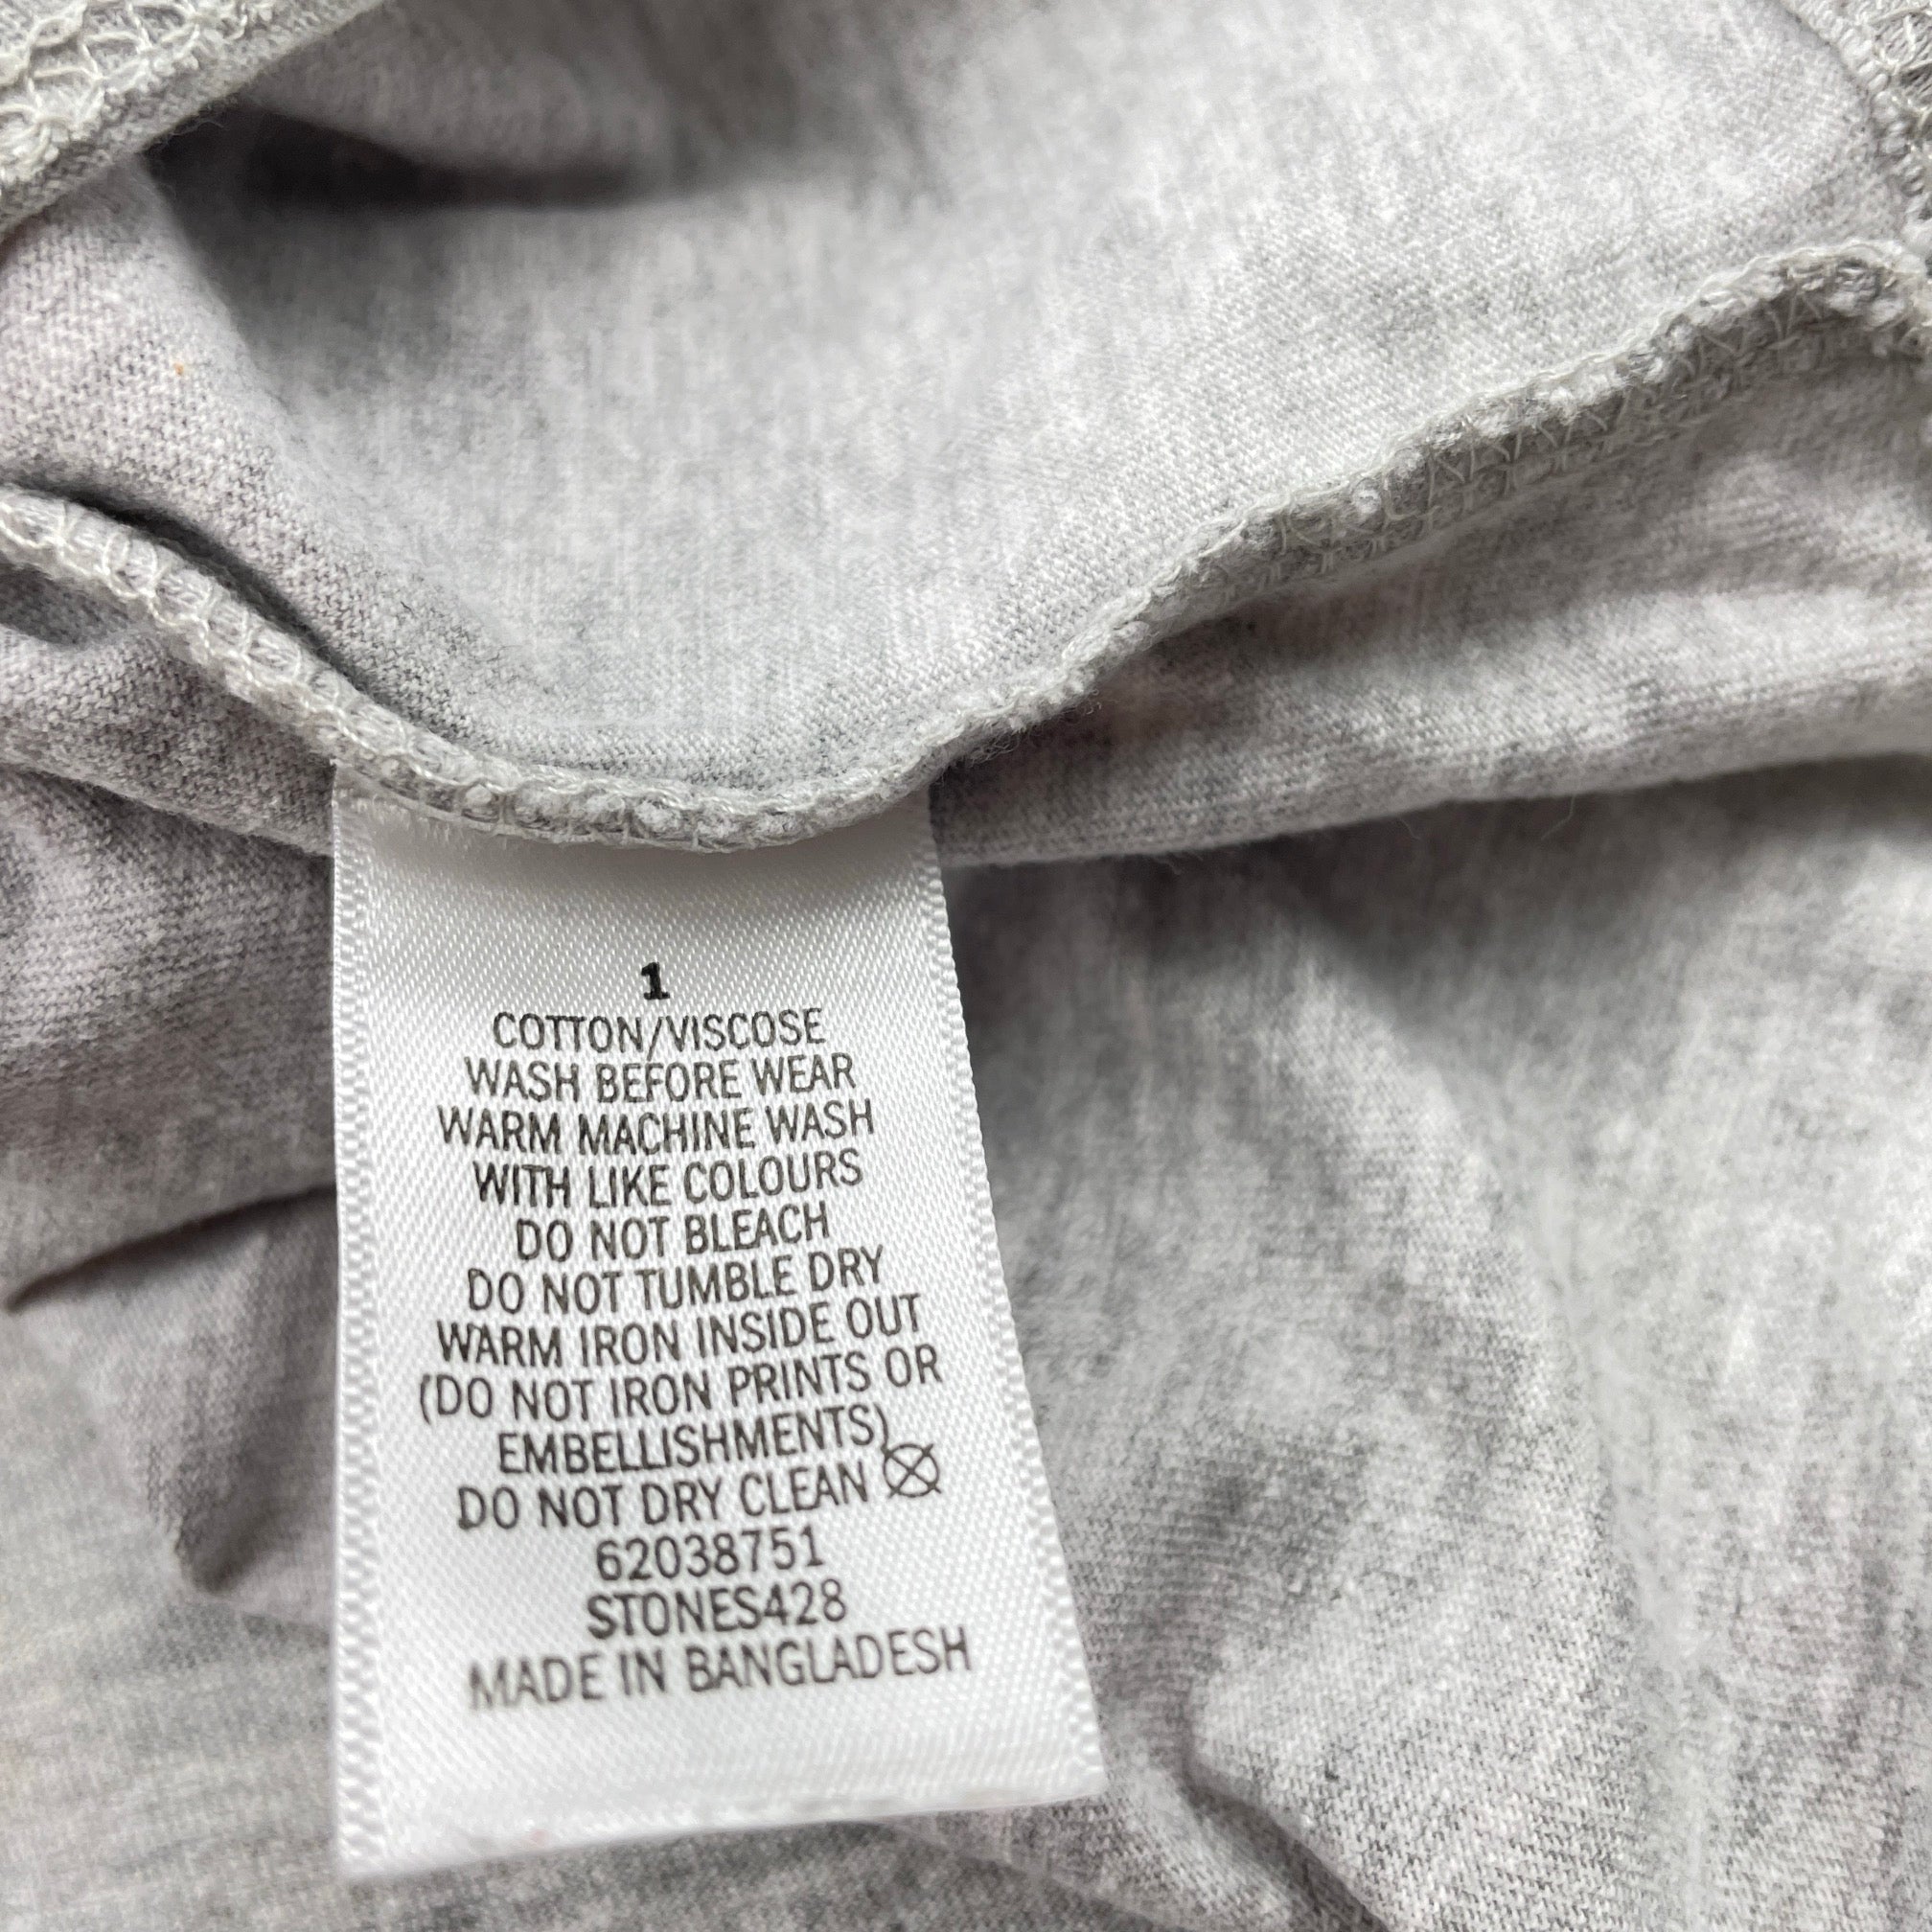 1
COTTON/VISCOSE
WASH BEFORE WEAR
WARM MACHINE WASH
WITH LIKE COLOURS
DO NOT BLEACH
DO NOT TUMBLE DRY
WARM IRON INSIDE OUT
(DO NOT IRON PRINTS OR
EMBELLISHMENTS)
DO NOT DRY CLEAN
62038751
STONES428
MADE IN BANGLADESH